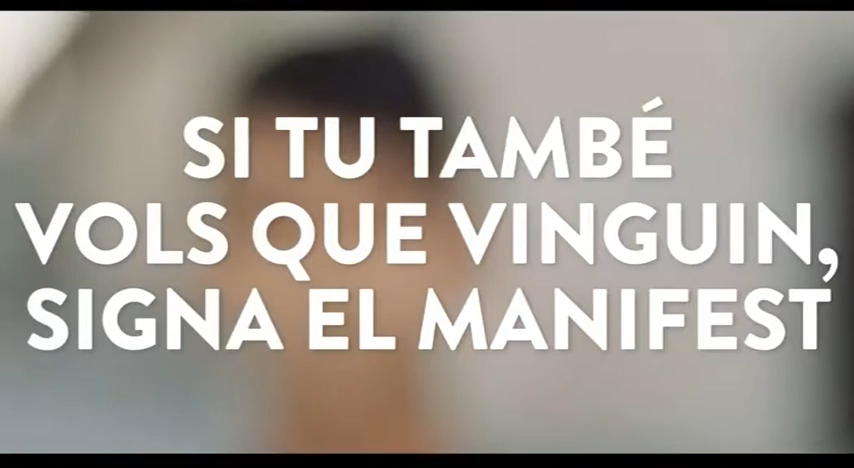 SI TU TAMBÉ
VOLS QUE VINGUIN,
SIGNA EL MANIFEST